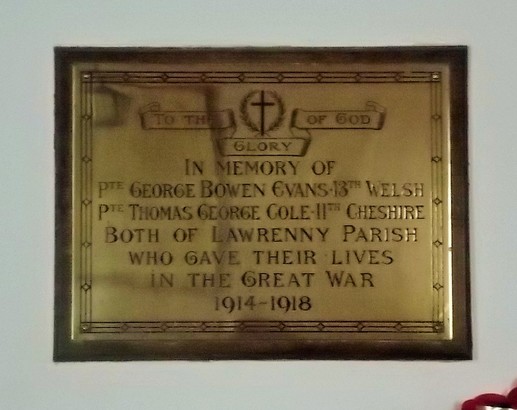 TO THE GLORY OF GOD
IN MEMORY OF
PTE GEORGE BOWEN EVANS·13TH WELSH
PTE THOMAS GEORGE COLE·11TH CHESHIRE
BOTH OF LAWRENNY PARISH
WHO GAVE THEIR LIVES
IN THE GREAT WAR
1914-1918